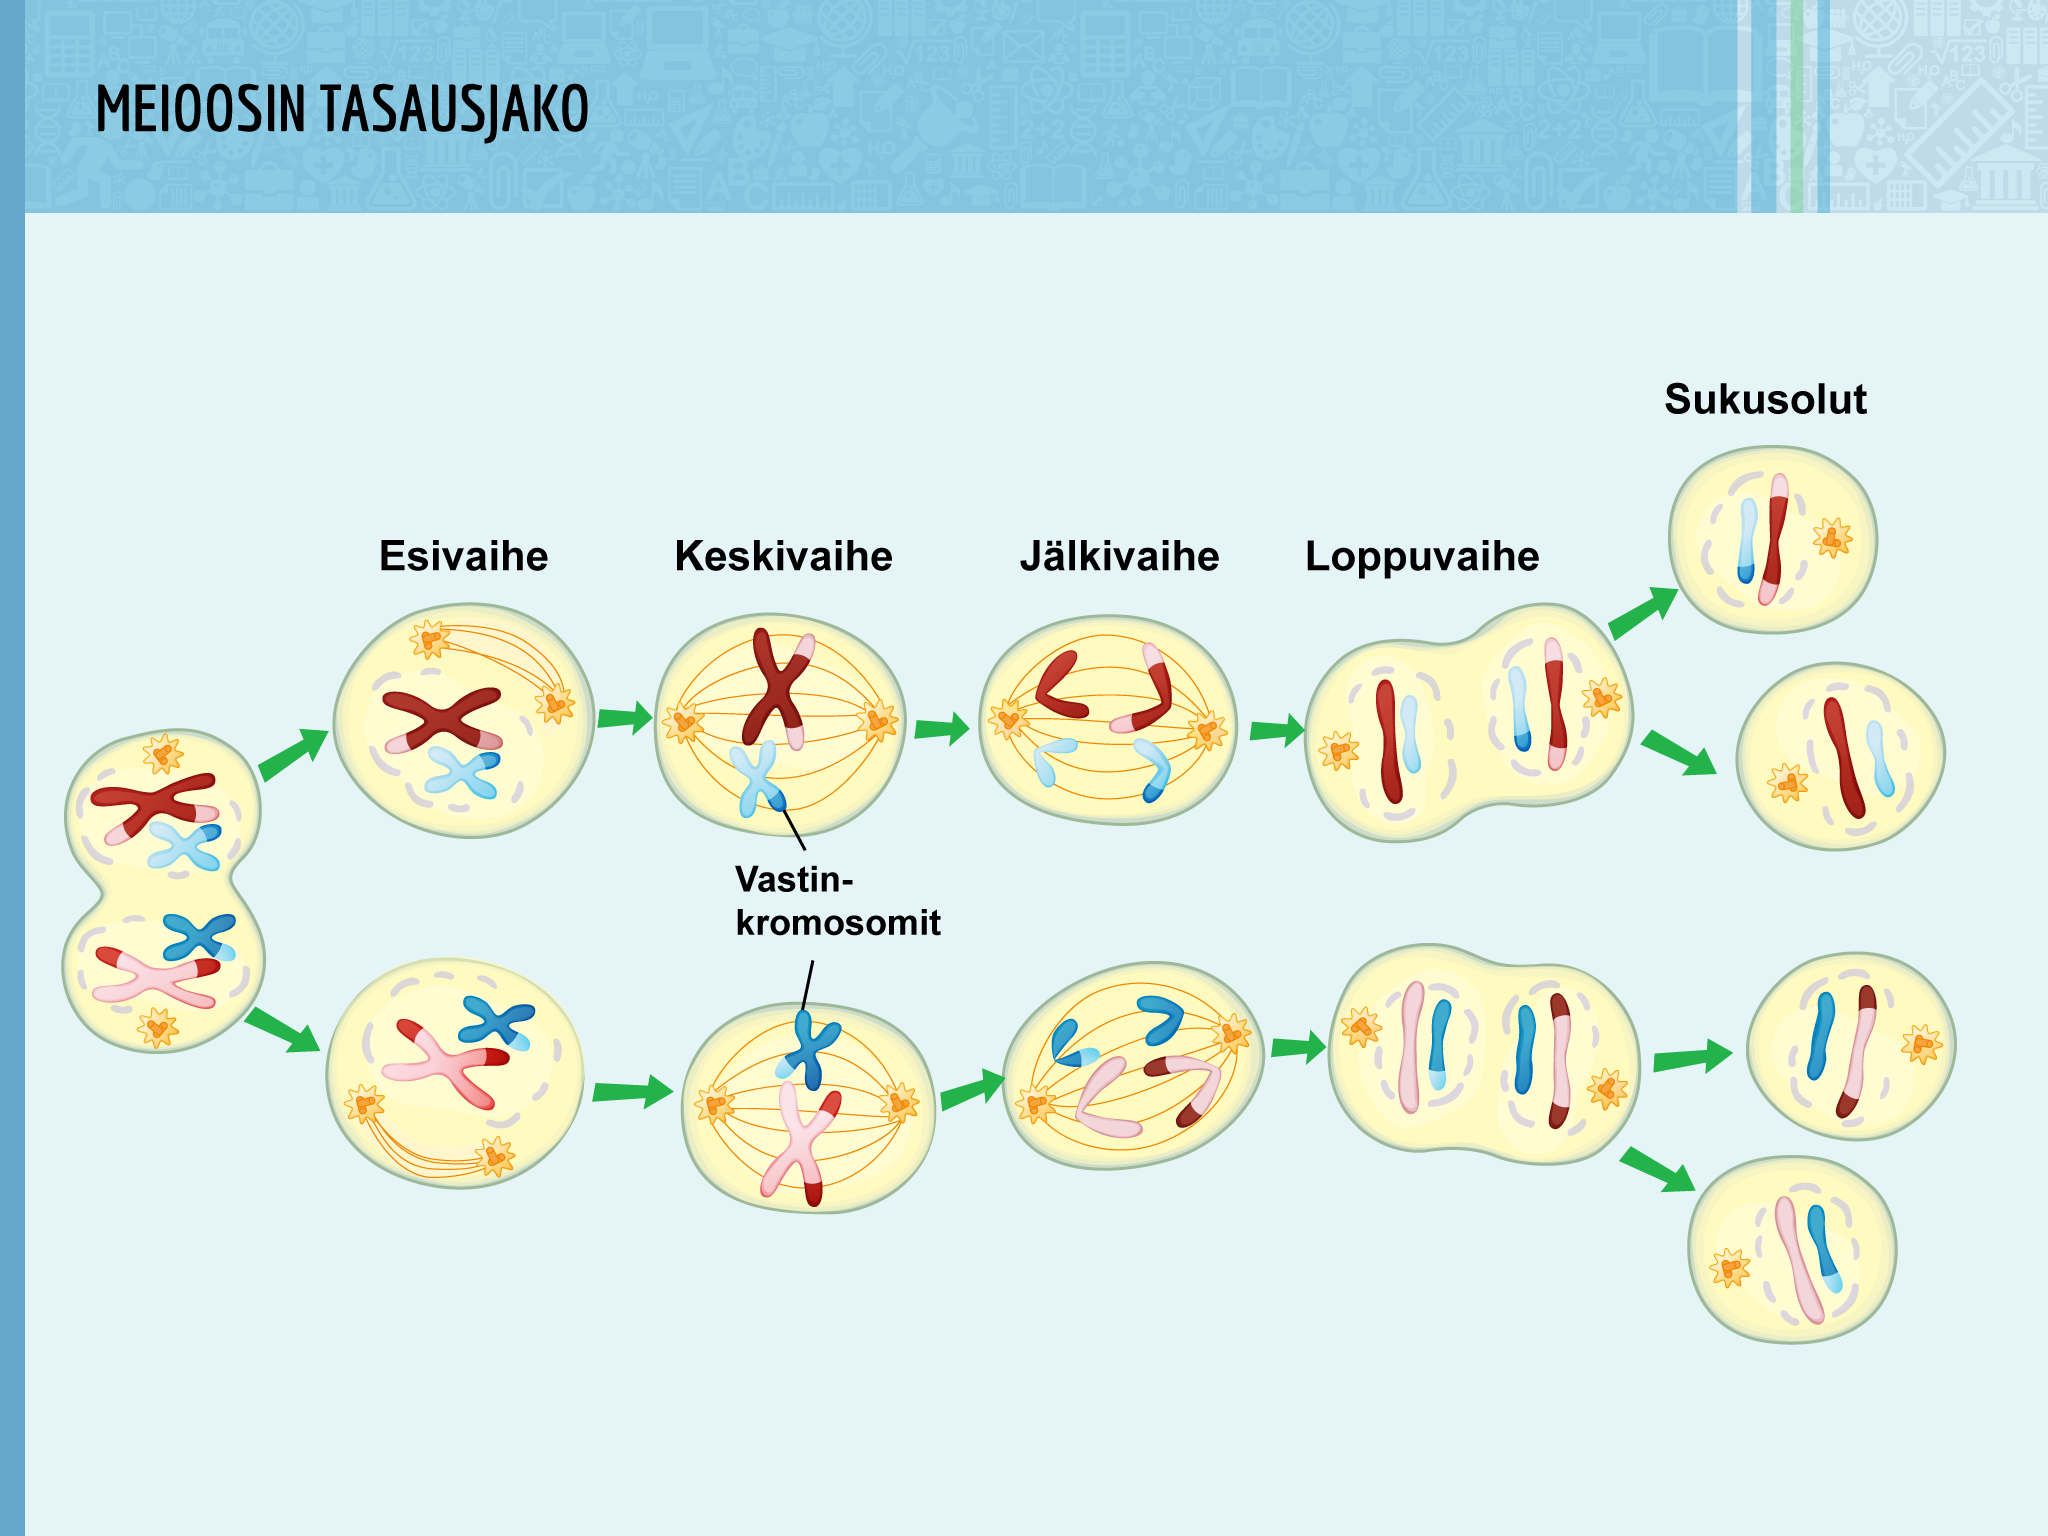 MEIOOSIN TASAUSJAKO
Sukusolut
Esivaihe
Keskivaihe
Jälkivaihe
Loppuvaihe
Vastin-
kromosomit